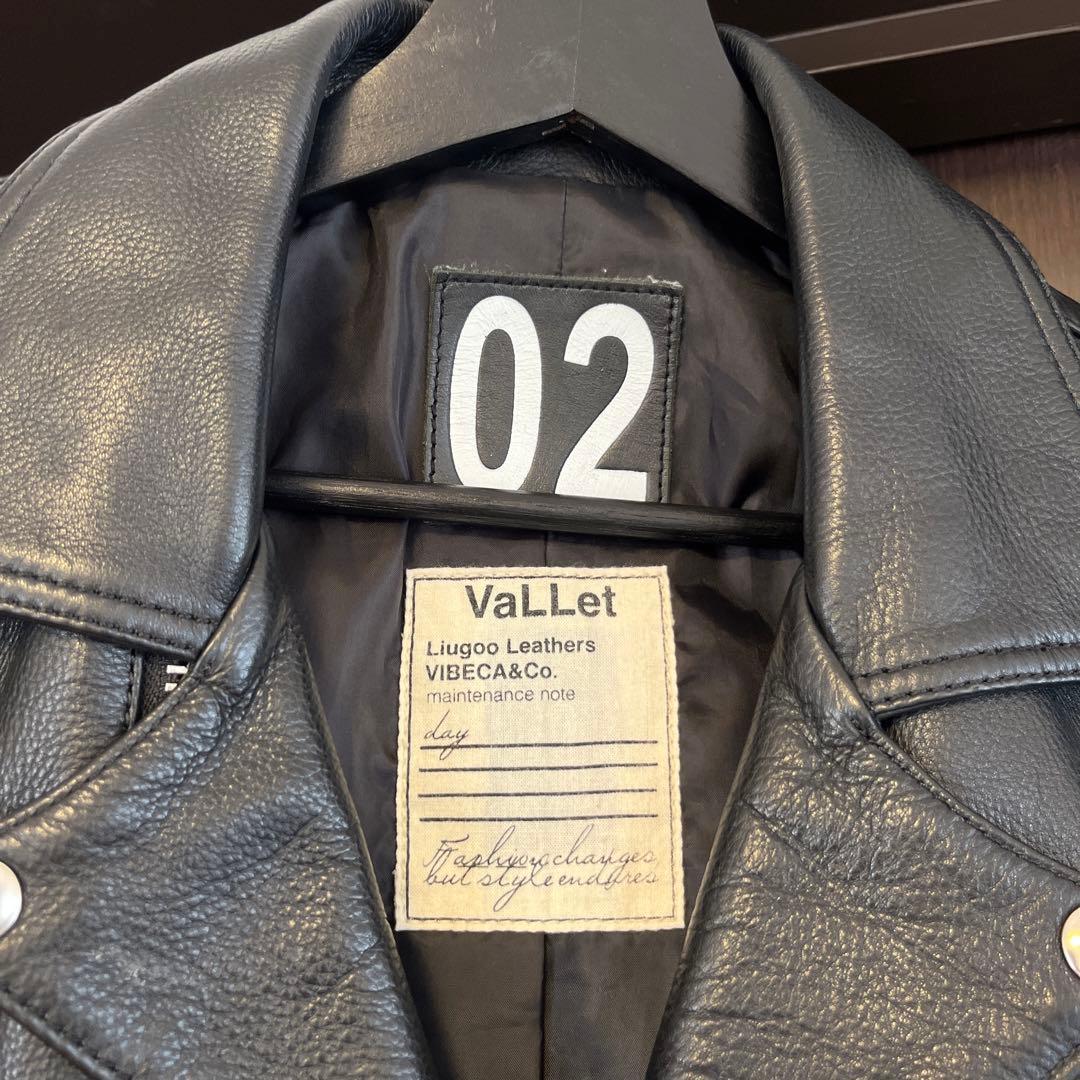 02
VaLLet
Liugoo Leathers
VIBECA&Co.
maintenance note
day
Fashion changes,
but style endures